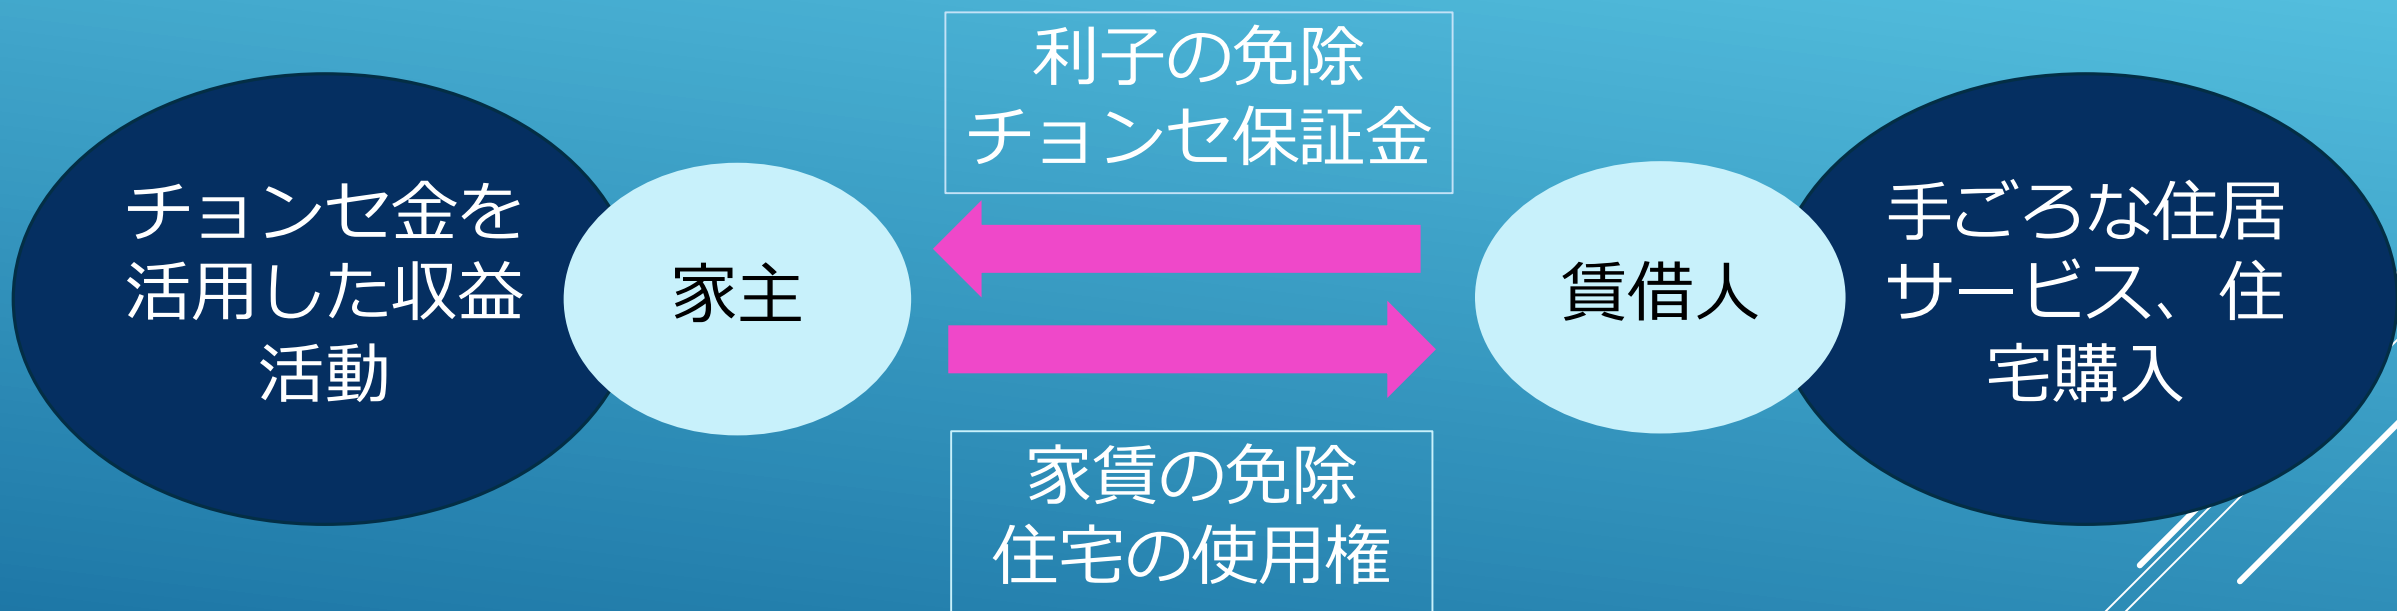 利子の免除
チョンセ保証金
チョンセ金を
活用した収益
活動
家主
賃借人
手ごろな住居
サービス、住
宅購入
家賃の免除
住宅の使用権